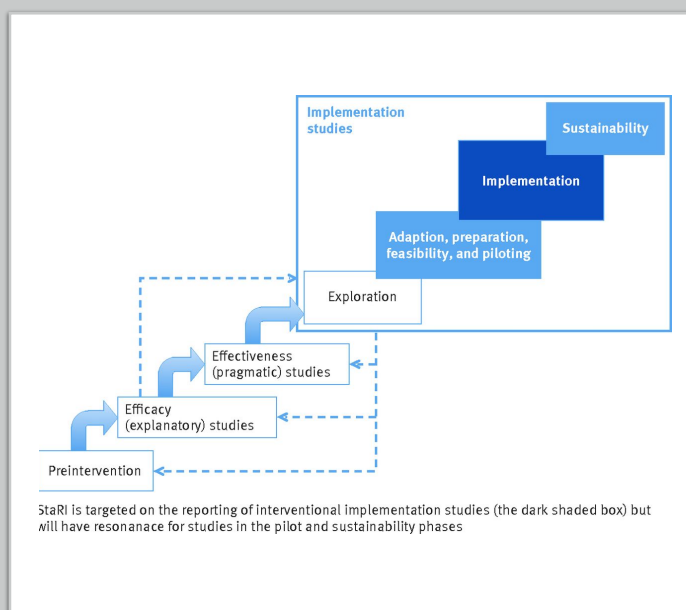 Implementation
studies
Sustainability
Implementation
Adaption, preparation,
feasibility, and piloting
Exploration
Effectiveness
(pragmatic) studies
Efficacy
(explanatory) studies
Preintervention
StaRI is targeted on the reporting of interventional implementation studies (the dark shaded box) but
will have resonanace for studies in the pilot and sustainability phases